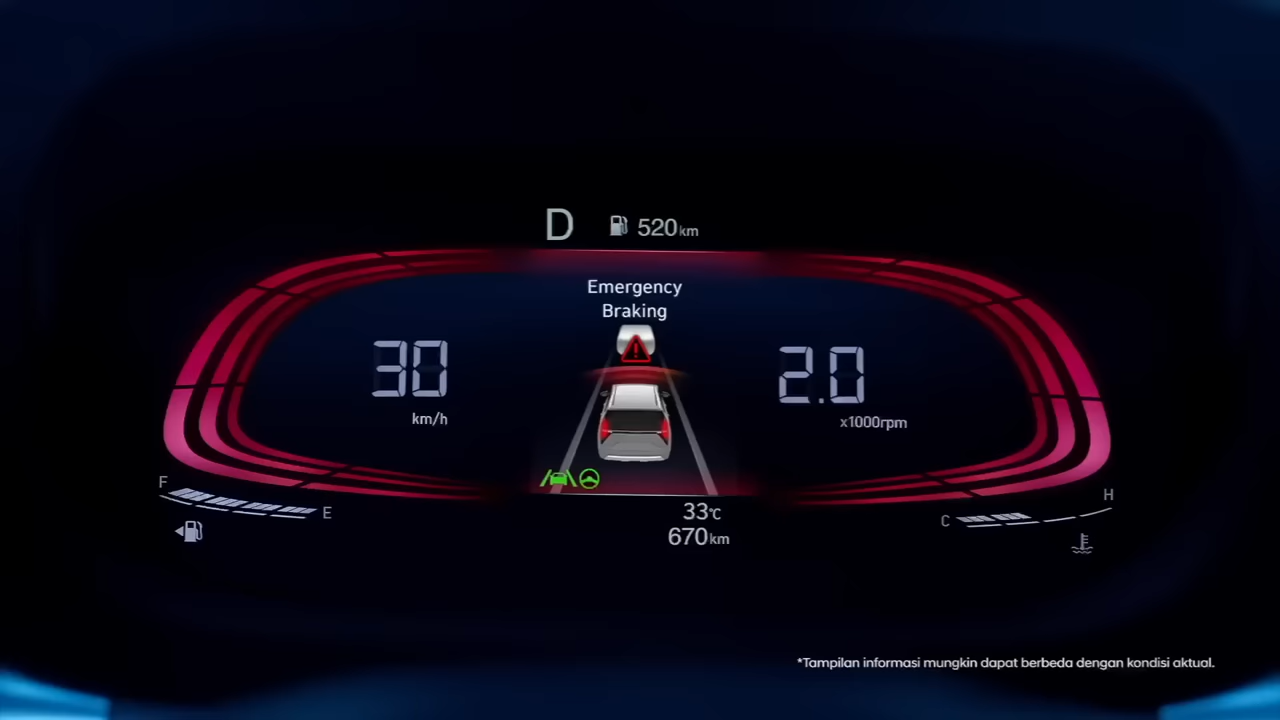 D 520km
Emergency
Braking
30
km/h
2.0
x1000rpm
F
E
33℃
670km
C
H
*Tampilan informasi mungkin dapat berbeda dengan kondisi aktual.